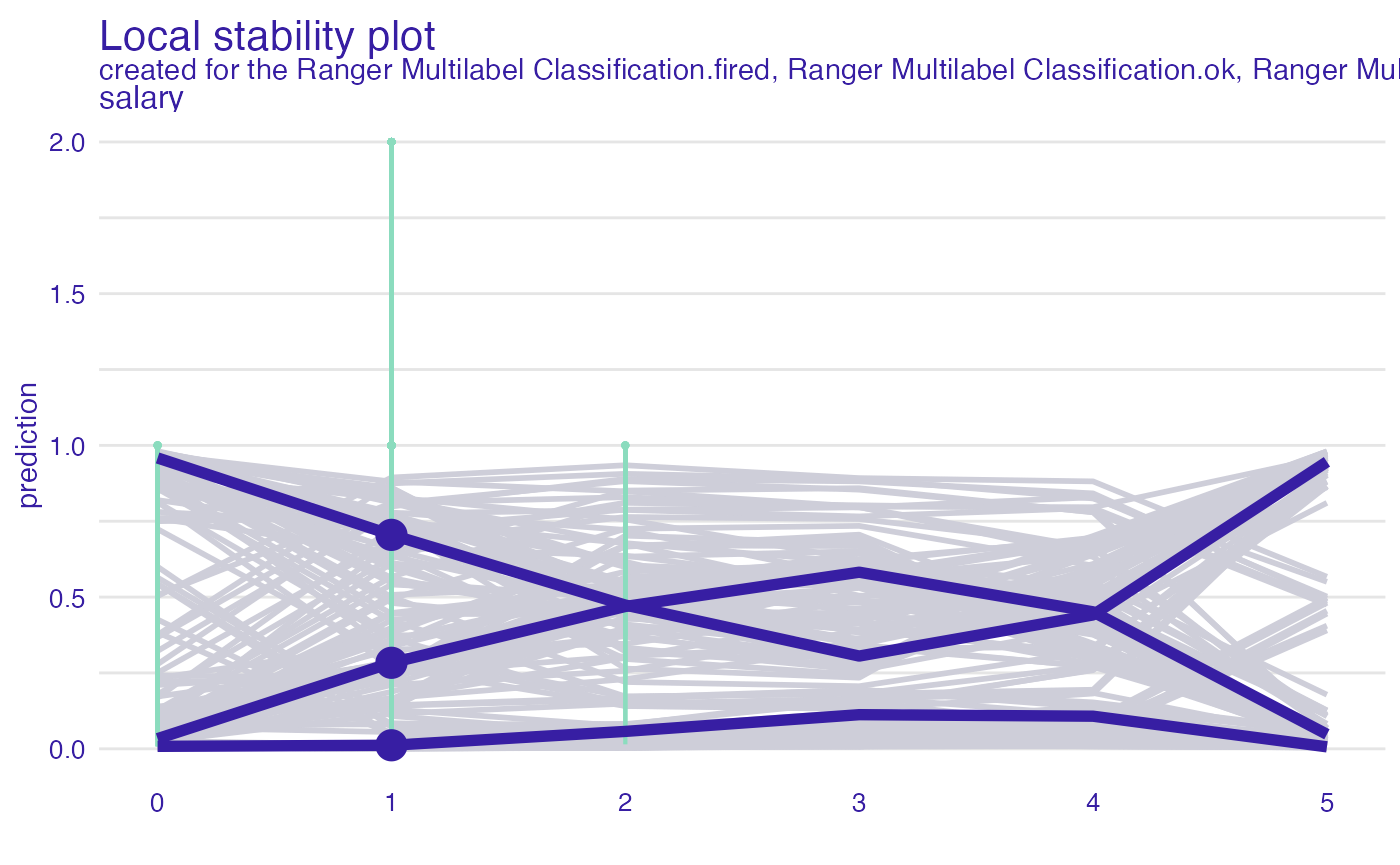 Local stability plot
created for the Ranger Multilabel Classification.fired, Ranger Multilabel Classification.ok, Ranger Mul
salary
2.0
1.5
1.0
0.5
0.0
prediction
0 1 2 3 4 5